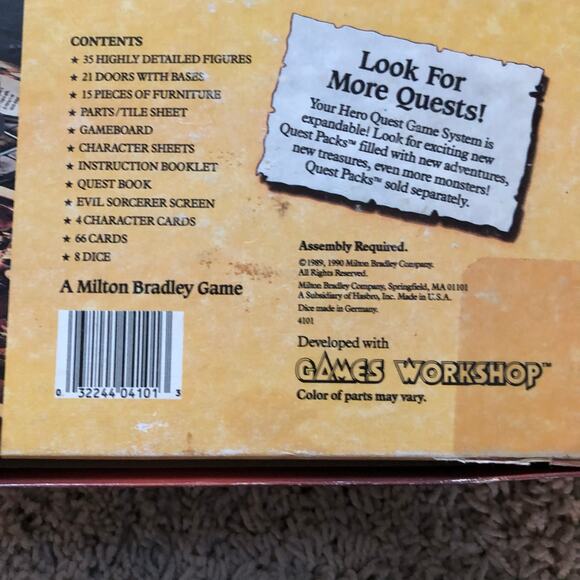 CONTENTS
★ 35 HIGHLY DETAILED FIGURES
★ 21 DOORS WITH BASES
★ 15 PIECES OF FURNITURE
★ PARTS/TILE SHEET
★ GAMEBOARD
★ CHARACTER SHEETS
★ INSTRUCTION BOOKLET
★ QUEST BOOK
★ EVIL SORCERER SCREEN
★ 4 CHARACTER CARDS
★ 66 CARDS
★ 8 DICE
A Milton Bradley Game
0 32244 04101 3
Look For
More Quests!
Your Hero Quest Game System is
expandable! Look for exciting new
Quest Packs™ filled with new adventures,
new treasures, even more monsters!
Quest Packs™ sold separately.
Assembly Required.
©1989, 1990 Milton Bradley Company.
All Rights Reserved.
Milton Bradley Company, Springfield, MA 01101
A Subsidiary of Hasbro, Inc. Made in U.S.A.
Dice made in Germany.
4101
Developed with
GAMES WORKSHOP™
Color of parts may vary.